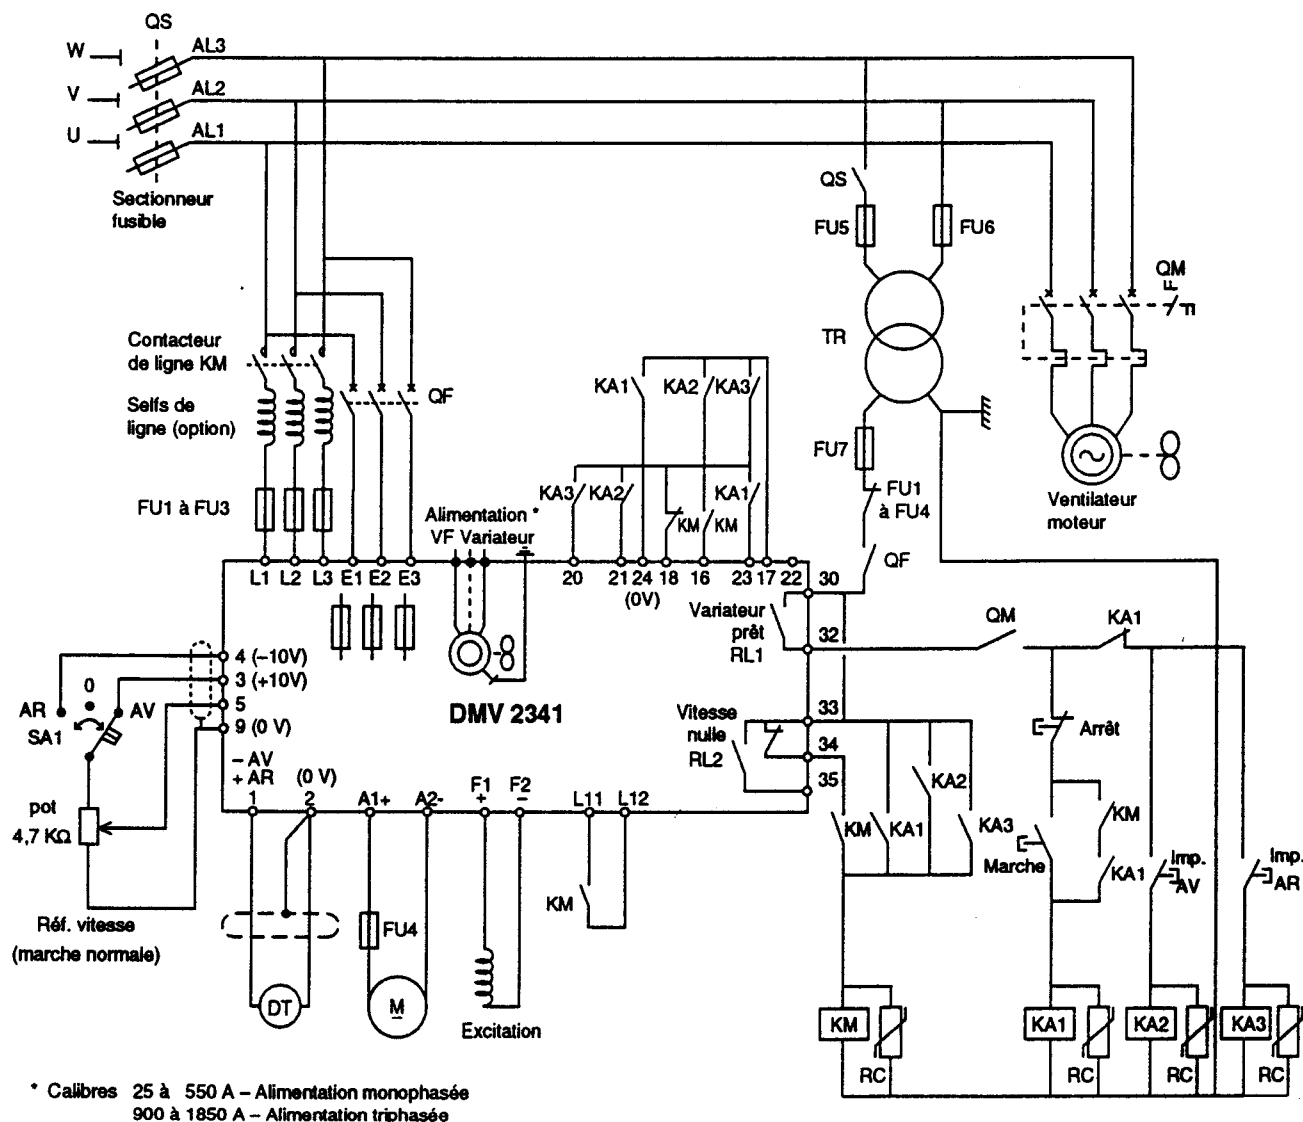 QS
W
AL3
V
AL2
U
AL1
Sectionneur
fusible
QS
FU5
FU6
QM
TR
Contacteur
de ligne KM
Selfs de
ligne (option)
QF
KA1
KA2
KA3
FU7
FU1
à FU4
Ventilateur
moteur
FU1 à FU3
Alimentation *
VF Variateur
KA3
KA2
KM
KM
KA1
QF
L1
L2
L3
E1
E2
E3
20
21
24
18
16
23
17
22
30
(0V)
Variateur
prêt
RL1
32
QM
KA1
4 (–10V)
3 (+10V)
5
9 (0 V)
0
AR
AV
SA1
DMV 2341
Vitesse
nulle
RL2
33
34
35
Arrêt
– AV
+ AR
(0 V)
1
2
A1+
A2-
F1
+
F2
–
L11
L12
pot
4,7 KΩ
KM
KA1
KA2
KA3
Marche
KM
KA1
Imp.
AV
Imp.
AR
Réf. vitesse
(marche normale)
FU4
KM
DT
M
Excitation
KM
RC
KA1
RC
KA2
RC
KA3
RC
* Calibres 25 à 550 A – Alimentation monophasée
900 à 1850 A – Alimentation triphasée